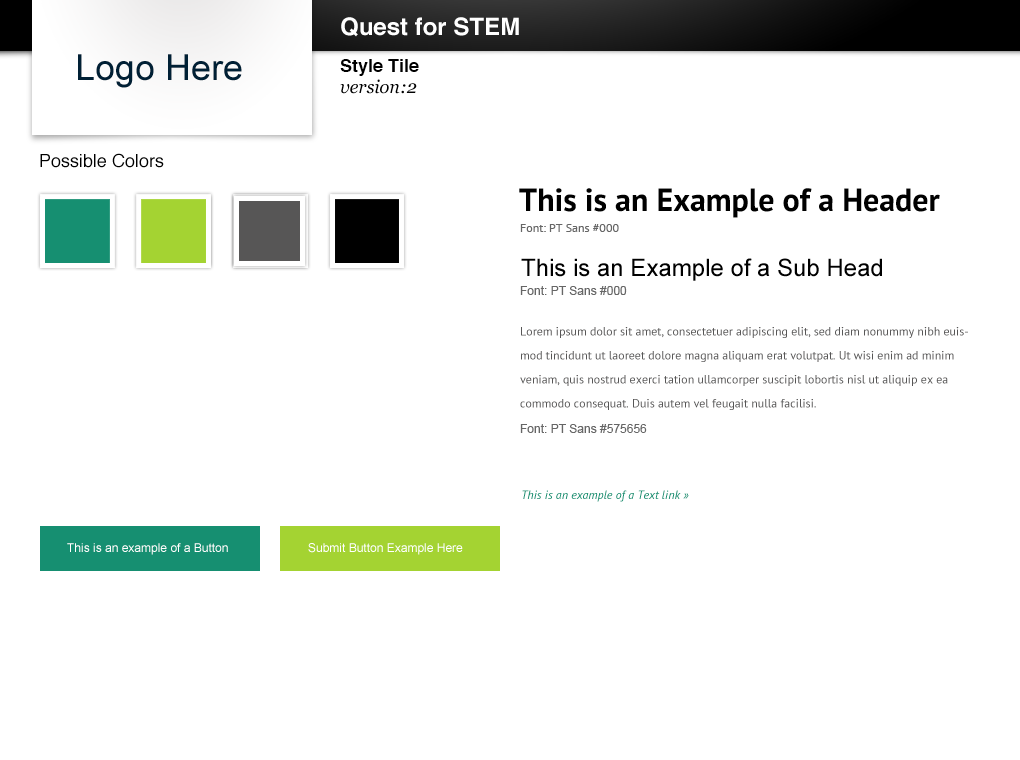 Quest for STEM
Logo Here
Style Tile
version:2
Possible Colors
This is an Example of a Header
Font: PT Sans #000
This is an Example of a Sub Head
Font: PT Sans #000
Lorem ipsum dolor sit amet, consectetuer adipiscing elit, sed diam nonummy nibh euis-
mod tincidunt ut laoreet dolore magna aliquam erat volutpat. Ut wisi enim ad minim
veniam, quis nostrud exerci tation ullamcorper suscipit lobortis nisl ut aliquip ex ea
commodo consequat. Duis autem vel feugait nulla facilisi.
Font: PT Sans #575656
This is an example of a Text link »
This is an example of a Button
Submit Button Example Here